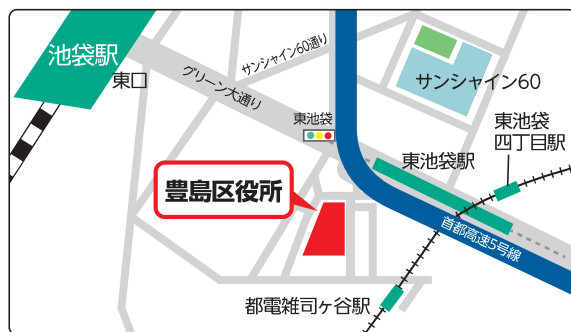 池袋駅
東口
グリーン大通り
サンシャイン60通り
サンシャイン60
東池袋
東池袋
四丁目駅
東池袋駅
豊島区役所
首都高速5号線
都電雑司ヶ谷駅